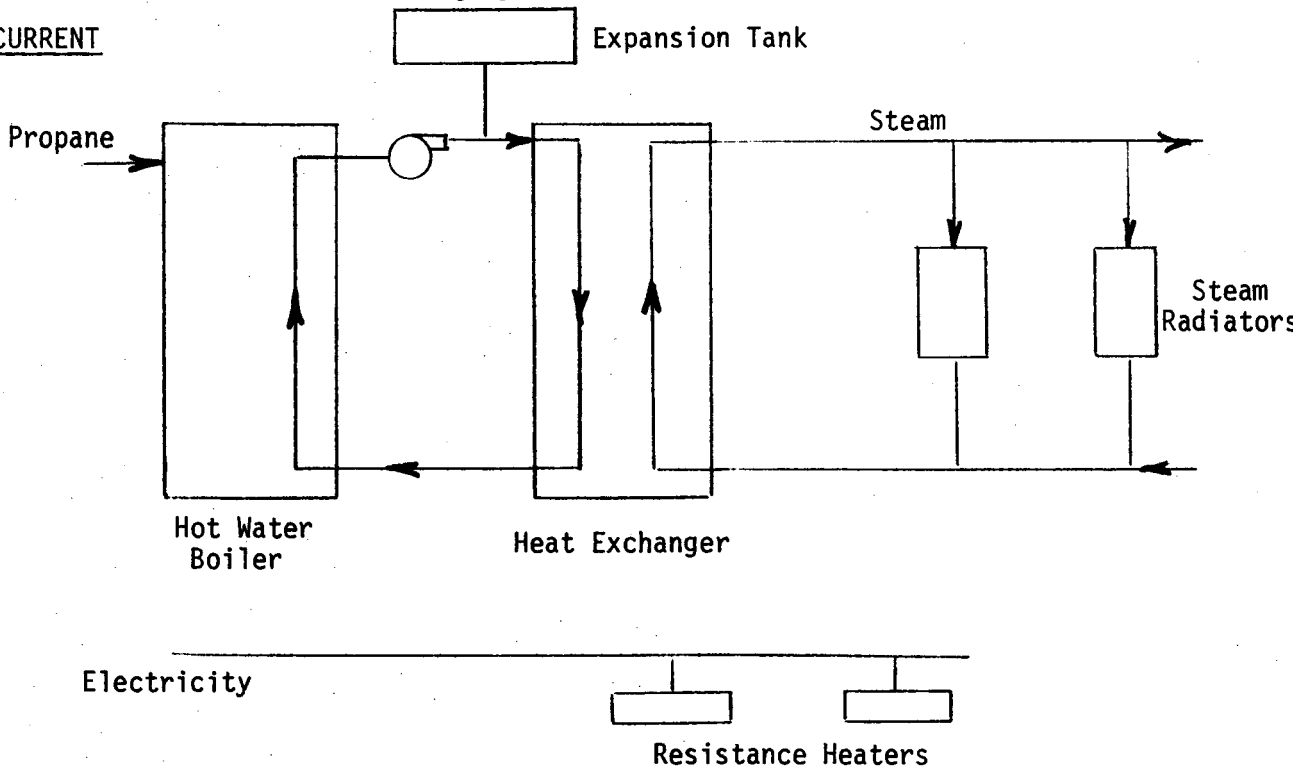 CURRENT
Expansion Tank
Propane
Steam
Steam
Radiators
Hot Water
Boiler
Heat Exchanger
Electricity
Resistance Heaters